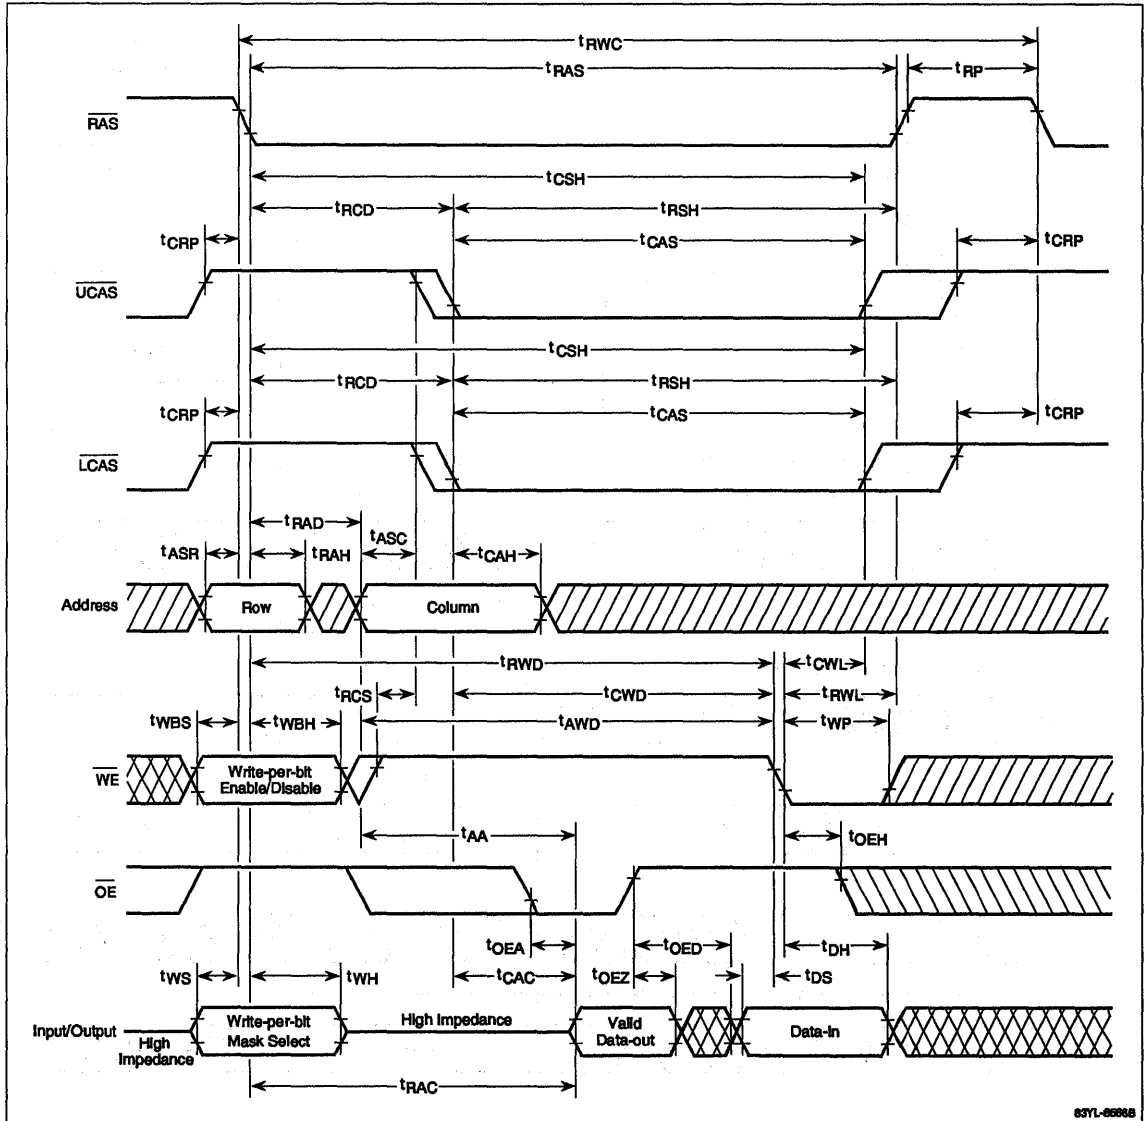 tRWC
tRAS
tRP
RAS
tCSH
tRCD
tRSH
tCRP
tCAS
tCRP
UCAS
tCSH
tRCD
tRSH
tCRP
tCAS
tCRP
LCAS
tRAD
tASC
tASR
tRAH
tCAH
Address
Row
Column
tRWD
tCWL
tRCS
tCWD
tRWL
tWBS
tWBH
tAWD
tWP
WE
Write-per-bit
Enable/Disable
tAA
tOEH
OE
tOEA
tOED
tDH
tWS
tWH
tCAC
tOEZ
tDS
Input/Output
High
Impedance
Write-per-bit
Mask Select
High Impedance
Valid
Data-out
Data-in
tRAC
83YL-8566B